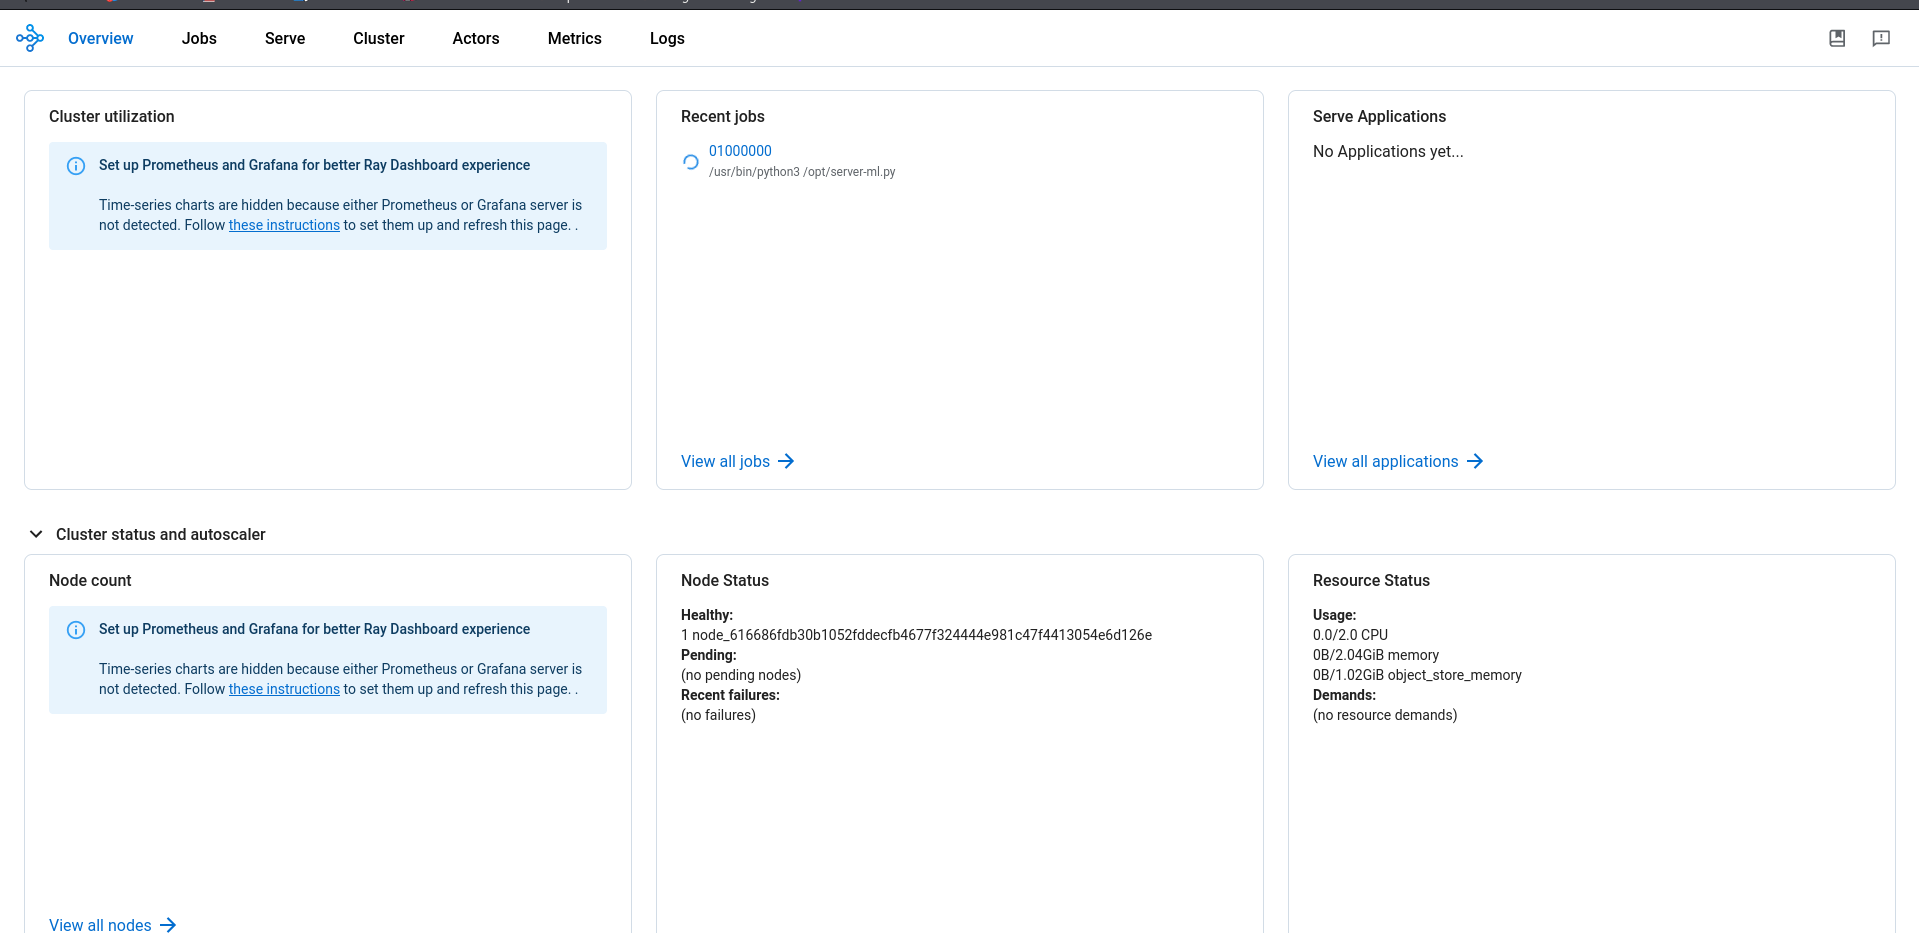 Overview Jobs Serve Cluster Actors Metrics Logs
Cluster utilization
Set up Prometheus and Grafana for better Ray Dashboard experience
Time-series charts are hidden because either Prometheus or Grafana server is
not detected. Follow these instructions to set them up and refresh this page. .
Recent jobs
01000000
/usr/bin/python3 /opt/server-ml.py
View all jobs
Serve Applications
No Applications yet...
View all applications
Cluster status and autoscaler
Node count
Set up Prometheus and Grafana for better Ray Dashboard experience
Time-series charts are hidden because either Prometheus or Grafana server is
not detected. Follow these instructions to set them up and refresh this page. .
View all nodes
Node Status
Healthy:
1 node_616686fdb30b1052fddecfb4677f324444e981c47f4413054e6d126e
Pending:
(no pending nodes)
Recent failures:
(no failures)
Resource Status
Usage:
0.0/2.0 CPU
0B/2.04GiB memory
0B/1.02GiB object_store_memory
Demands:
(no resource demands)